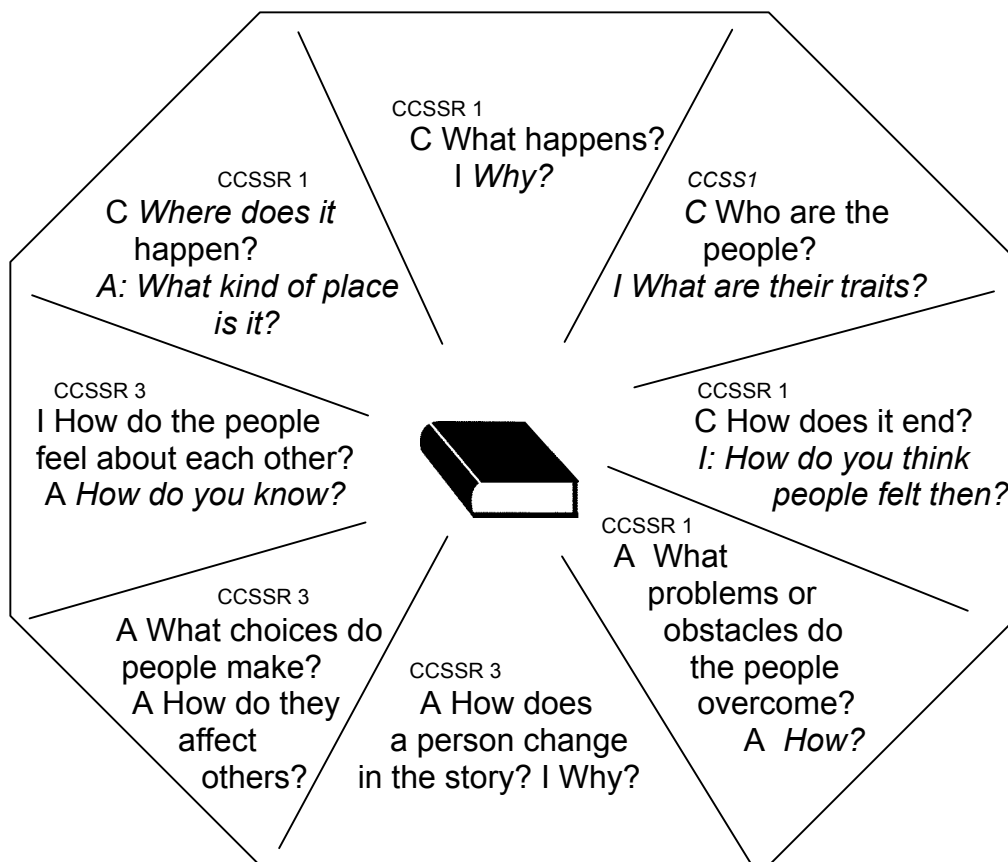 CCSSR 1
C What happens?
I Why?
CCSS1
C Who are the
people?
I What are their traits?
CCSSR 1
C How does it end?
I: How do you think
people felt then?
CCSSR 1
A What
problems or
obstacles do
the people
overcome?
A How?
CCSSR 3
A How does
a person change
in the story? I Why?
CCSSR 3
A What choices do
people make?
A How do they
affect
others?
CCSSR 3
I How do the people
feel about each other?
A How do you know?
CCSSR 1
C Where does it
happen?
A: What kind of place
is it?